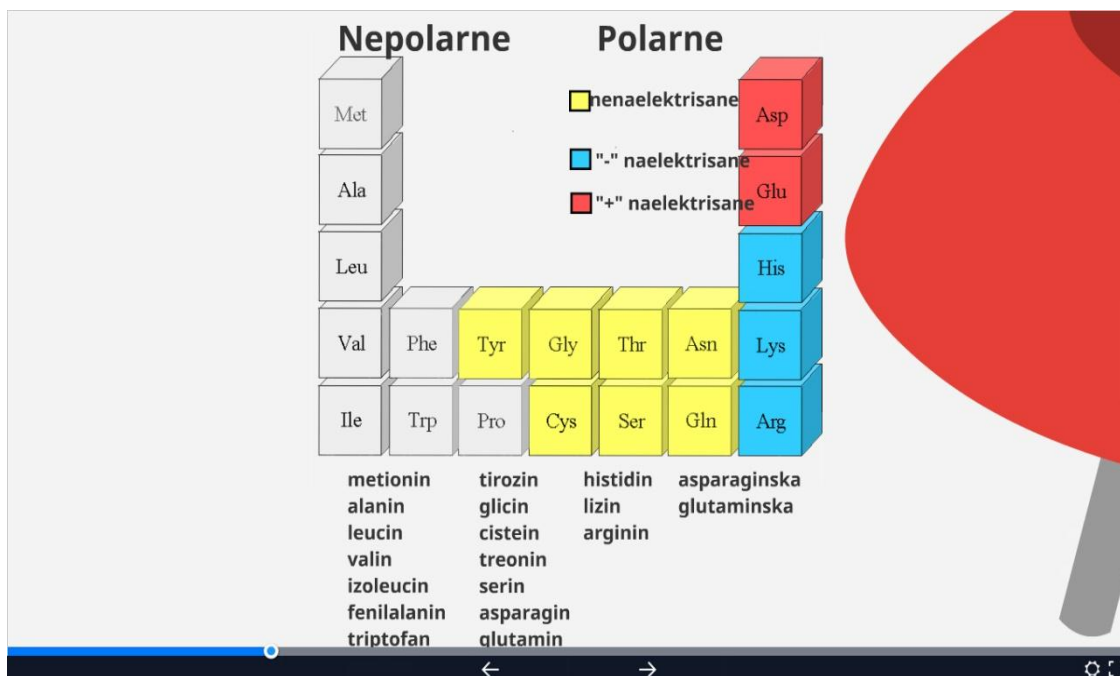 Nepolarne Polarne
nenaelektrisane
"-" naelektrisane
"+" naelektrisane
Met Asp
Ala Glu
Leu His
Val Phe Tyr Gly Thr Asn Lys
Ile Trp Pro Cys Ser Gln Arg
metionin tirozin histidin asparaginska
alanin glicin lizin glutaminska
leucin cistein arginin
valin treonin
izoleucin serin
fenilalanin asparagin
triptofan glutamin